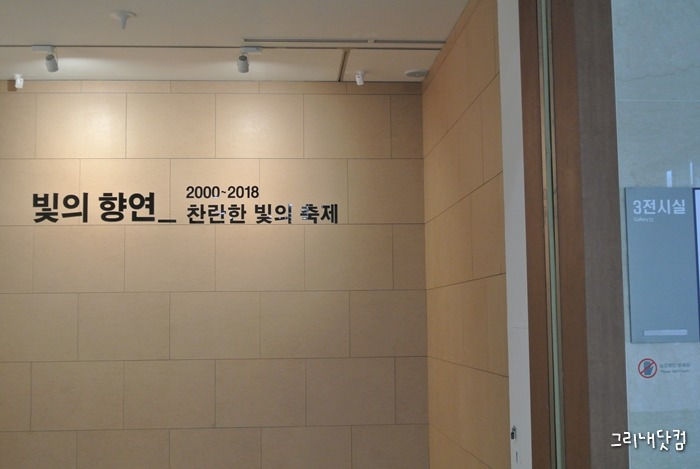 빛의 향연_
2000~2018
찬란한 빛의 축제
3전시실
그리내닷컴